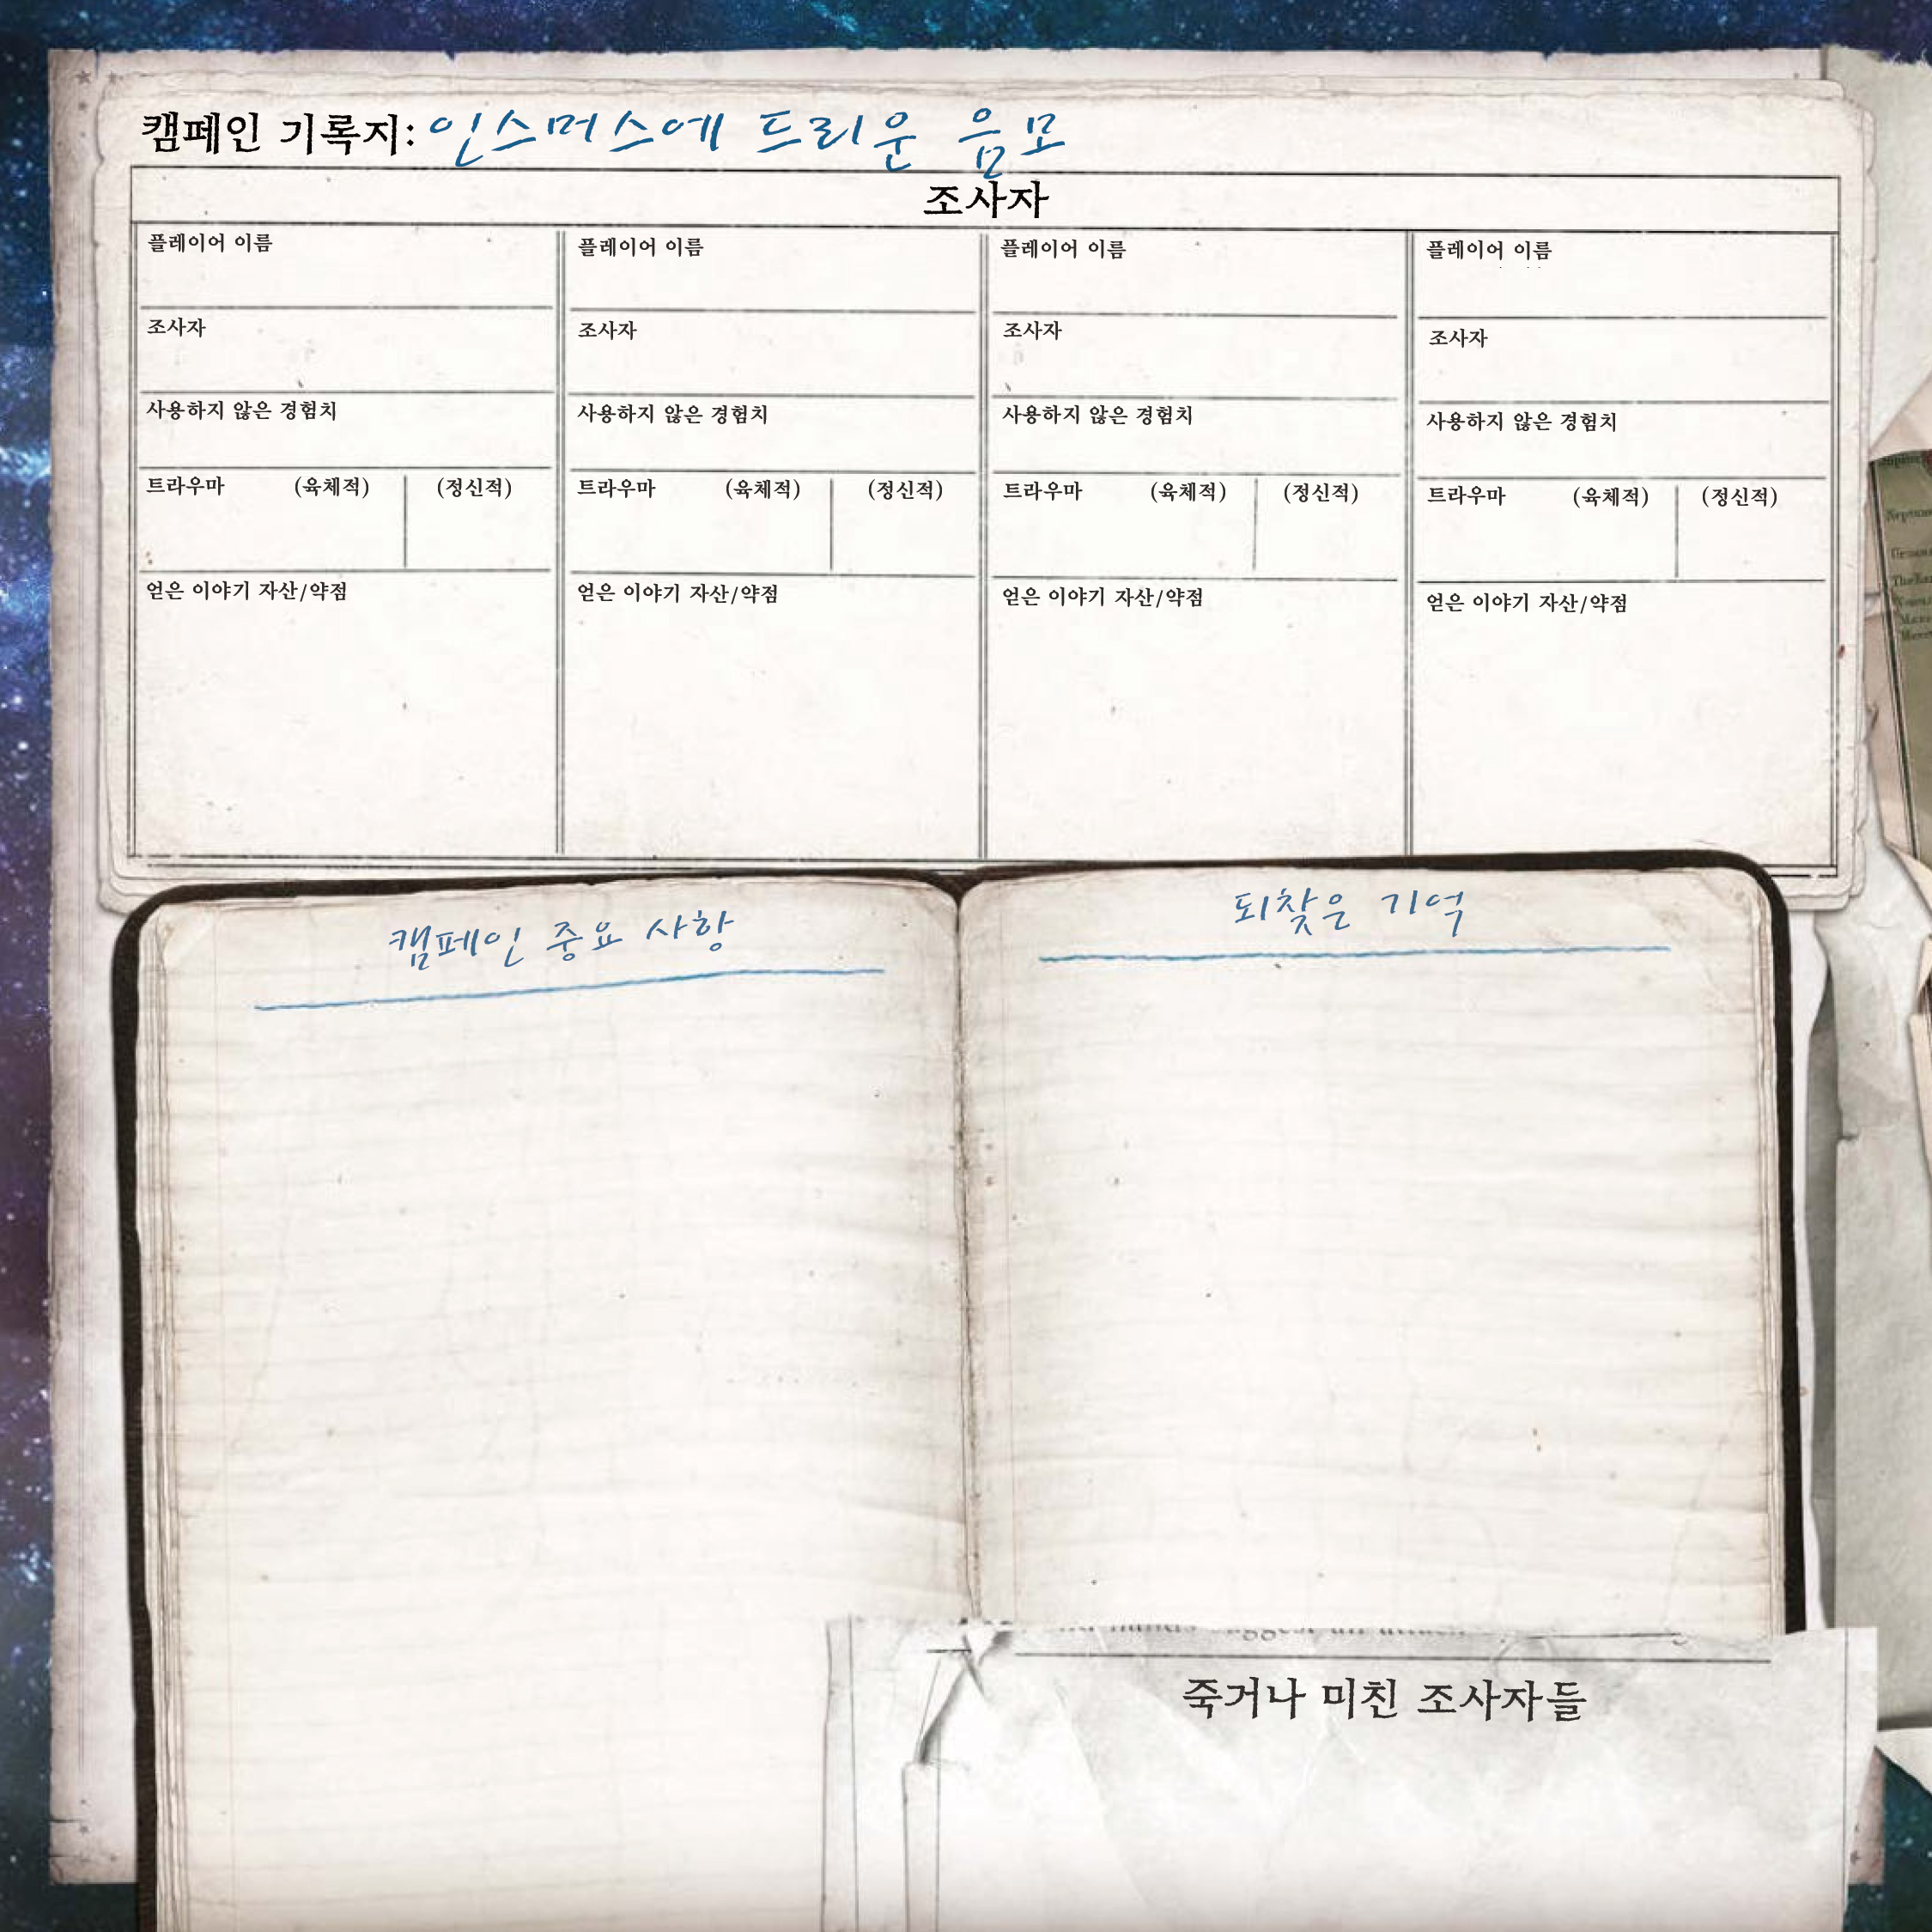 캠페인 기록지: 인스머스에 드리운 음모
조사자
플레이어 이름 플레이어 이름 플레이어 이름 플레이어 이름
조사자 조사자 조사자 조사자
사용하지 않은 경험치 사용하지 않은 경험치 사용하지 않은 경험치 사용하지 않은 경험치
트라우마 (육체적) (정신적) 트라우마 (육체적) (정신적) 트라우마 (육체적) (정신적) 트라우마 (육체적) (정신적)
얻은 이야기 자산/약점 얻은 이야기 자산/약점 얻은 이야기 자산/약점 얻은 이야기 자산/약점
캠페인 중요 사항
되찾은 기억
죽거나 미친 조사자들